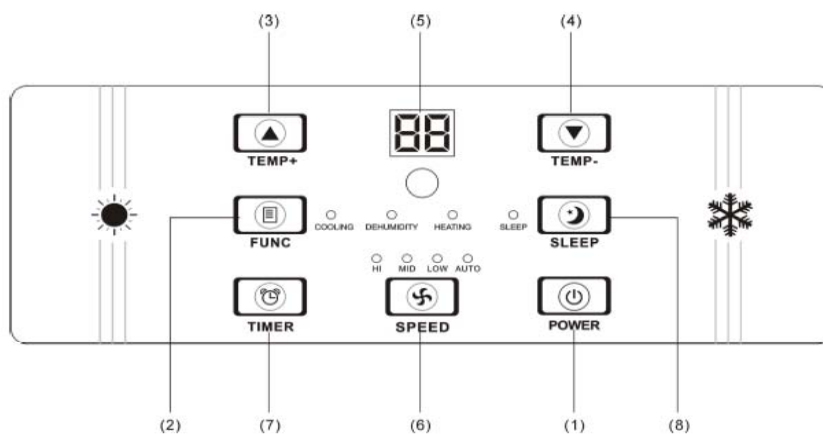 (3) (5) (4)
88
TEMP+ TEMP-
COOLING DEHUMIDITY HEATING SLEEP
FUNC SLEEP
HI MID LOW AUTO
TIMER SPEED POWER
(2) (7) (6) (1) (8)